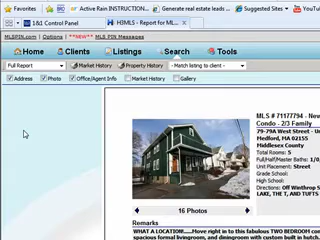 Favorites
Active Rain INSTRUCTION...
Generate real estate leads ...
Suggested Sites
YouTu
1&1 Control Panel
H3MLS - Report for ML...
MLSPIN.com | Options | **NEW** MLS PIN
Home Clients Listings Search Tools
Full Report Market History Property History - Match listing to client -
Address Photo Office/Agent Info Market History Gallery
MLS # 71177794 - New
Condo - 2/3 Family
79-79A West Street - Un
Medford, MA 02155
Middlesex County
Total Rooms: 5
Full/Half/Master Baths: 1/0/
Unit Placement: Street
Grade School:
High School:
Directions: Off Winthrop S
LAKE, THE T, AND TUFTS
16 Photos
Remarks
WHAT A LOCATION.....Hove right in to this fabulous TWO BEDROOM con
spacious formal livingroom, and diningroom with custom built in hutch.